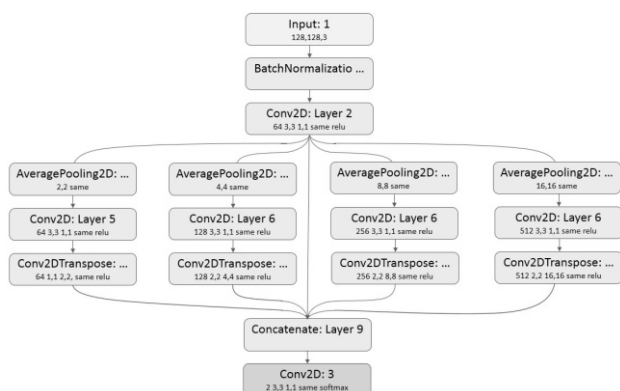 Input: 1
128,128,3
BatchNormalizatio ...
Conv2D: Layer 2
64 3,3 1,1 same relu
AveragePooling2D: ...
2,2 same
AveragePooling2D: ...
4,4 same
AveragePooling2D: ...
8,8 same
AveragePooling2D: ...
16,16 same
Conv2D: Layer 5
64 3,3 1,1 same relu
Conv2D: Layer 6
128 3,3 1,1 same relu
Conv2D: Layer 6
256 3,3 1,1 same relu
Conv2D: Layer 6
512 3,3 1,1 same relu
Conv2DTranspose: ...
64 1,1 2,2, same relu
Conv2DTranspose: ...
128 2,2 4,4 same relu
Conv2DTranspose: ...
256 2,2 8,8 same relu
Conv2DTranspose: ...
512 2,2 16,16 same relu
Concatenate: Layer 9
Conv2D: 3
2 3,3 1,1 same softmax